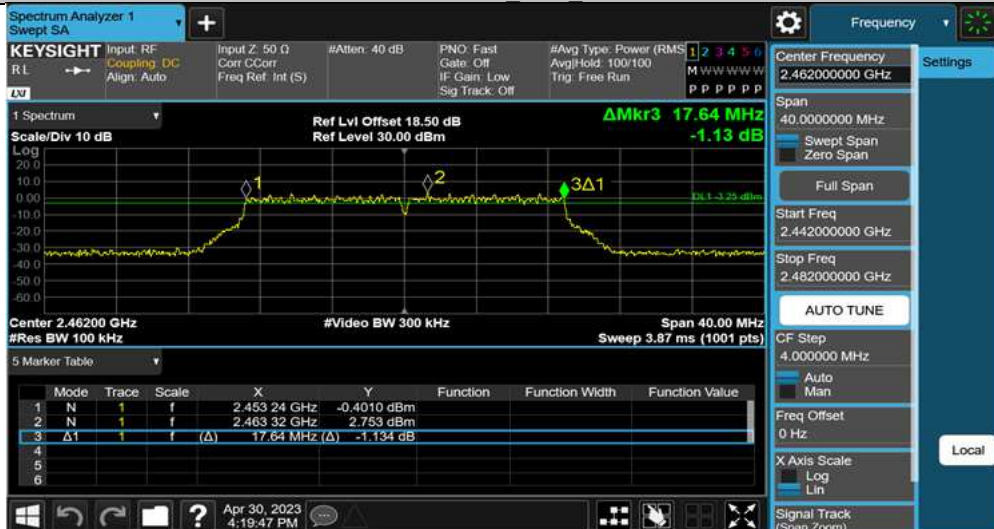 Spectrum Analyzer 1
Swept SA
+
Frequency
KEYSIGHT
RL
LXI
Input: RF
Coupling: DC
Align: Auto
Input Z: 50 Ω
Corr CCorr
Freq Ref: Int (S)
#Atten: 40 dB
PNO: Fast
Gate: Off
IF Gain: Low
Sig Track: Off
#Avg Type: Power (RMS
Avg|Hold: 100/100
Trig: Free Run
1 2 3 4 5 6
M W W W W W
P P P P P P
1 Spectrum
Scale/Div 10 dB
Ref Lvl Offset 18.50 dB
Ref Level 30.00 dBm
ΔMkr3 17.64 MHz
-1.13 dB
Log
20.0
10.0
0.00
-10.0
-20.0
-30.0
-40.0
-50.0
-60.0
1
2
3Δ1
DL1 -3.25 dBm
Center 2.46200 GHz
#Res BW 100 kHz
#Video BW 300 kHz
Span 40.00 MHz
Sweep 3.87 ms (1001 pts)
5 Marker Table
Mode Trace Scale X Y Function Function Width Function Value
1 N 1 f 2.453 24 GHz -0.4010 dBm
2 N 1 f 2.463 32 GHz 2.753 dBm
3 Δ1 1 f (Δ) 17.64 MHz (Δ) -1.134 dB
4
5
6
Center Frequency
2.462000000 GHz
Span
40.0000000 MHz
Swept Span
Zero Span
Full Span
Start Freq
2.442000000 GHz
Stop Freq
2.482000000 GHz
AUTO TUNE
CF Step
4.000000 MHz
Auto
Man
Freq Offset
0 Hz
X Axis Scale
Log
Lin
Signal Track
(Span Zoom)
Settings
Local
?
Apr 30, 2023
4:19:47 PM